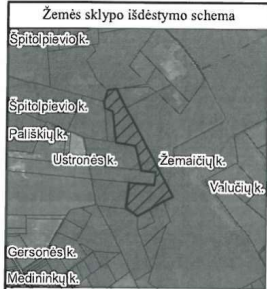 Žemės sklypo išdėstymo schema
Špitolpievio k.
Špitolpievio k.
Pališkių k.
Ustronės k. Žemaičių k.
Valučių k.
Gersonės k.
Medininkų k.